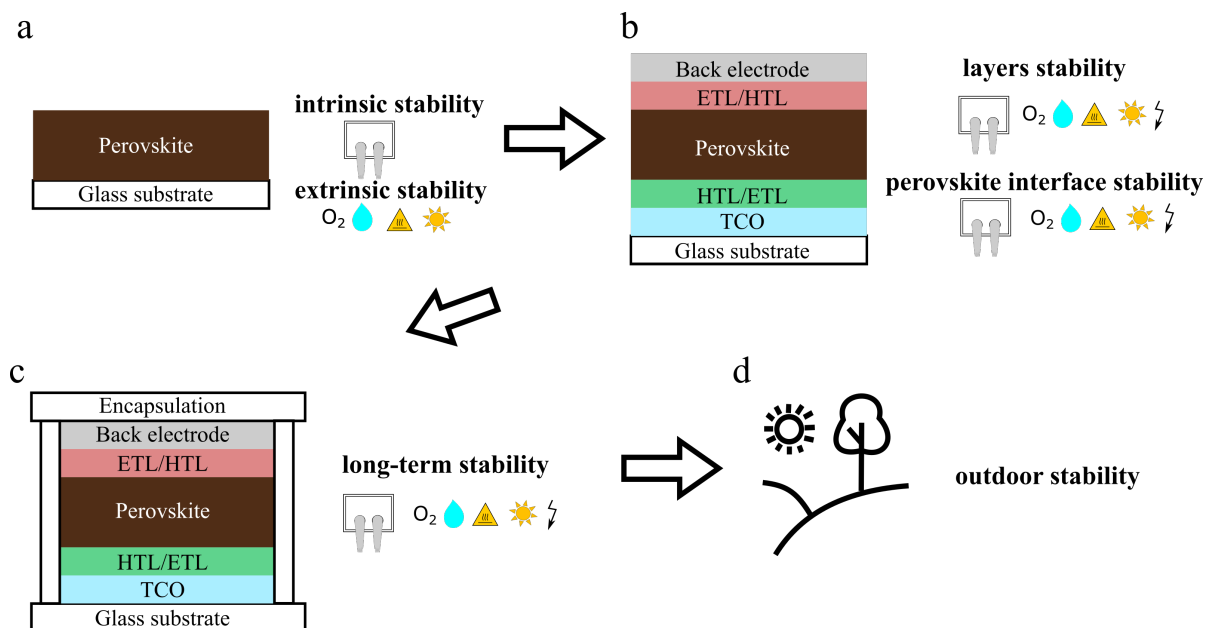 a
Perovskite
Glass substrate
intrinsic stability
extrinsic stability
O₂
b
Back electrode
ETL/HTL
Perovskite
HTL/ETL
TCO
Glass substrate
layers stability
O₂
perovskite interface stability
O₂
c
Encapsulation
Back electrode
ETL/HTL
Perovskite
HTL/ETL
TCO
Glass substrate
long-term stability
O₂
d
outdoor stability